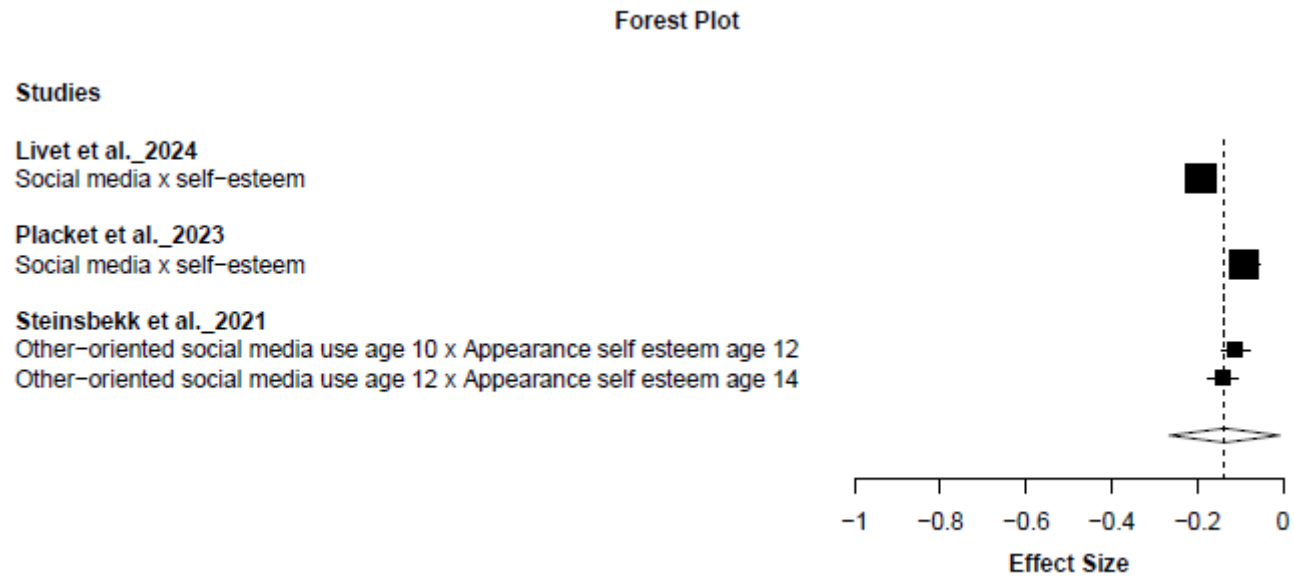 Forest Plot
Studies
Livet et al._2024
Social media x self−esteem
Placket et al._2023
Social media x self−esteem
Steinsbekk et al._2021
Other−oriented social media use age 10 x Appearance self esteem age 12
Other−oriented social media use age 12 x Appearance self esteem age 14
−1 −0.8 −0.6 −0.4 −0.2 0
Effect Size